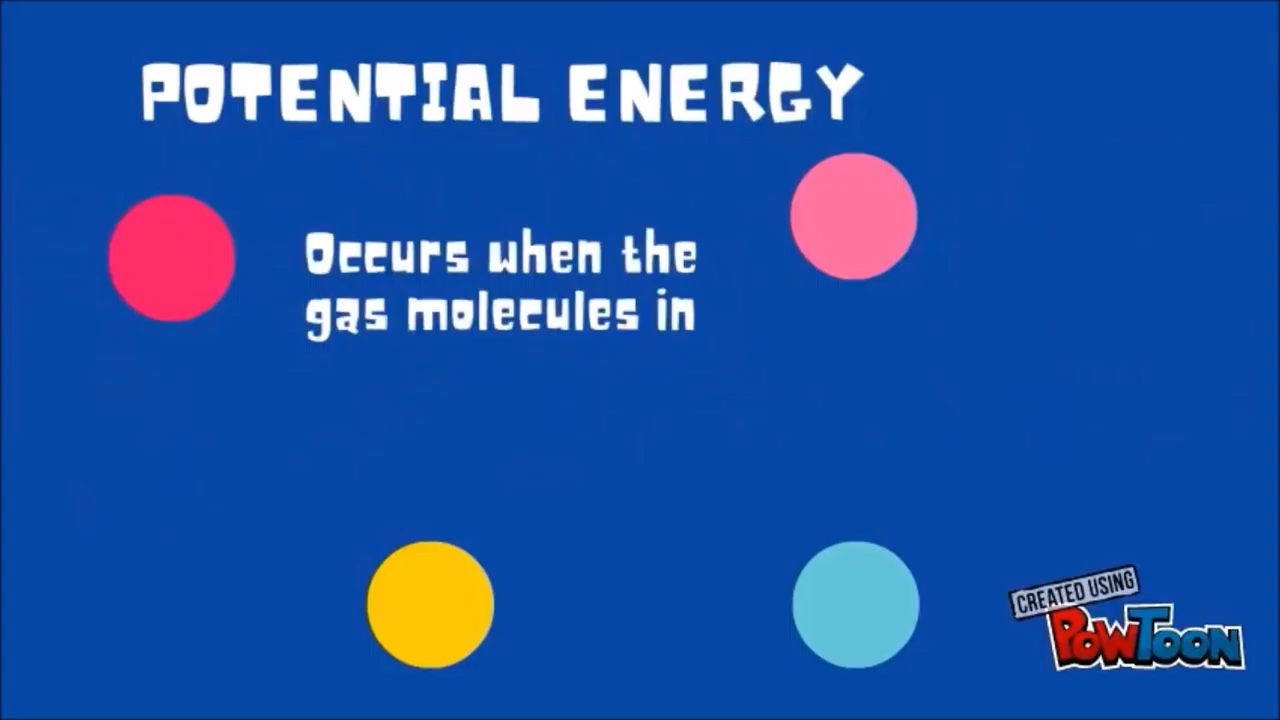 POTENTIAL ENERGY
Occurs when the
gas molecules in
CREATED USING
POWTOON